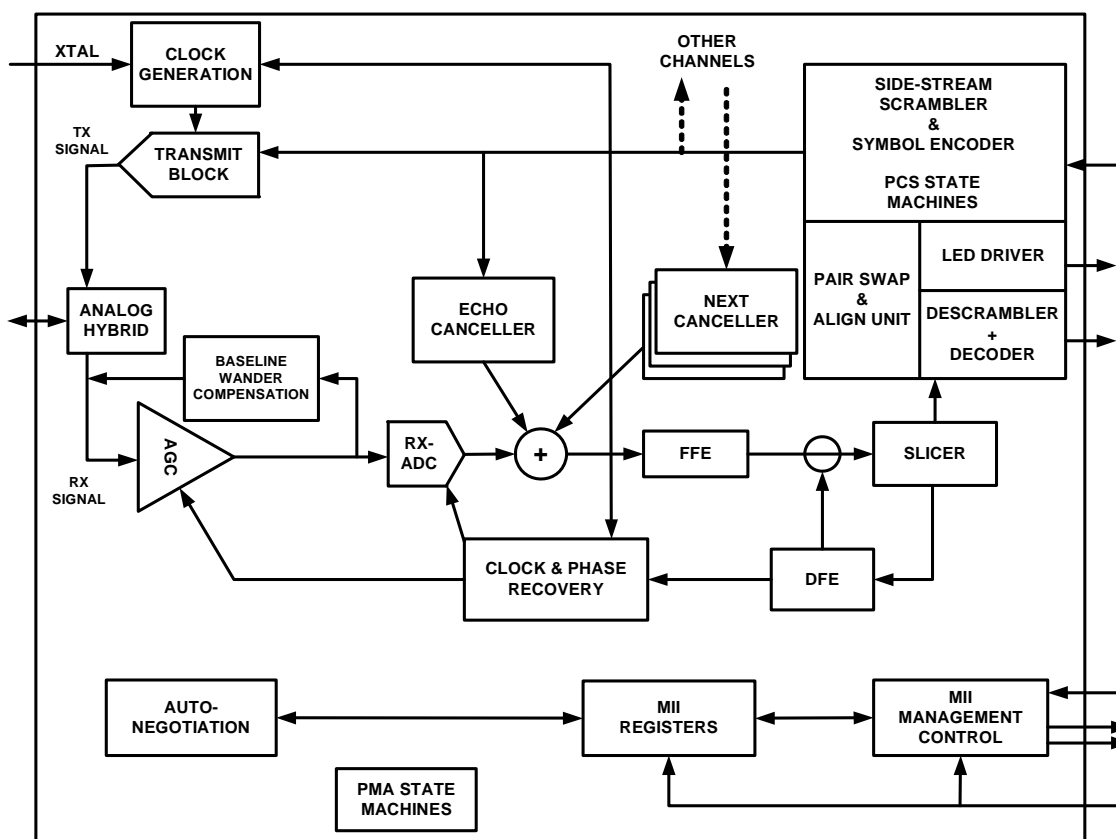 XTAL
CLOCK
GENERATION
OTHER
CHANNELS
SIDE-STREAM
SCRAMBLER
&
SYMBOL ENCODER
PCS STATE
MACHINES
TX
SIGNAL
TRANSMIT
BLOCK
PAIR SWAP
&
ALIGN UNIT
LED DRIVER
DESCRAMBLER
+
DECODER
ANALOG
HYBRID
ECHO
CANCELLER
NEXT
CANCELLER
BASELINE
WANDER
COMPENSATION
AGC
RX-
ADC
+
FFE
SLICER
RX
SIGNAL
CLOCK & PHASE
RECOVERY
DFE
AUTO-
NEGOTIATION
MII
REGISTERS
MII
MANAGEMENT
CONTROL
PMA STATE
MACHINES